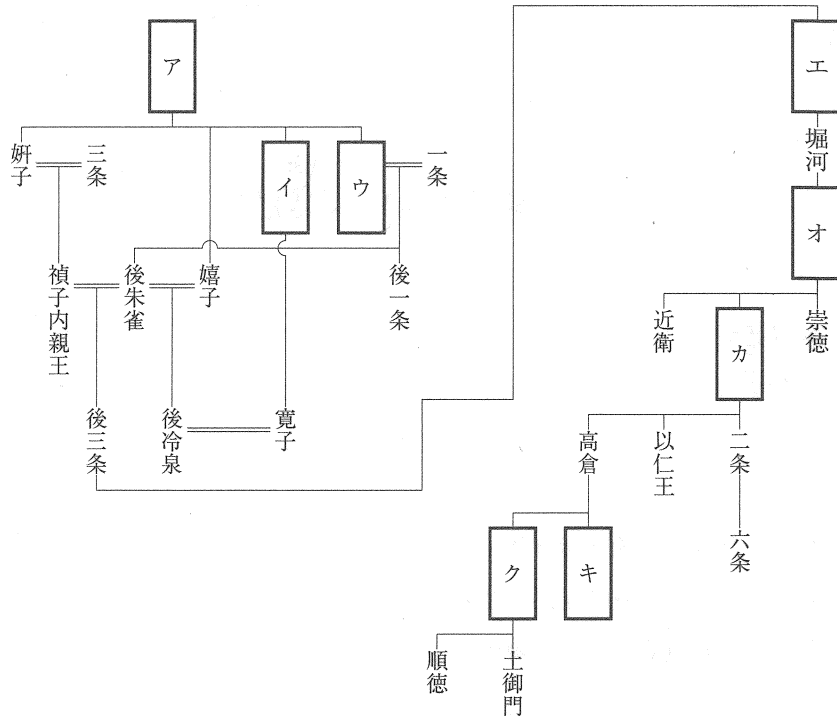 ア
妍子
三条
イ
ウ
一条
禎子内親王
後朱雀
嬉子
後一条
後三条
後冷泉
寛子
エ
堀河
オ
近衛
カ
崇徳
高倉
以仁王
二条
六条
ク
キ
順徳
土御門